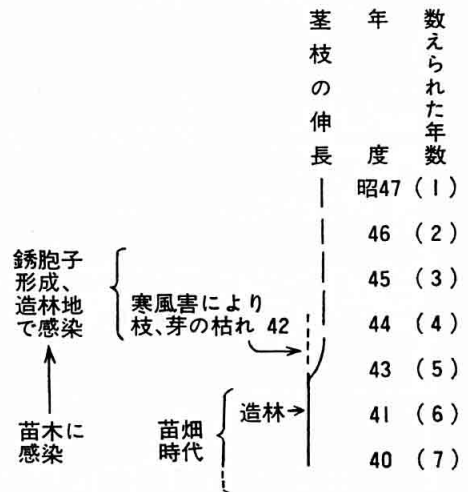 茎枝の伸長
年度
数えられた年数
昭47 (1)
46 (2)
45 (3)
44 (4)
43 (5)
41 (6)
40 (7)
銹胞子
形成、
造林地
で感染
寒風害により
枝、芽の枯れ 42
造林→
苗畑
時代
苗木に
感染